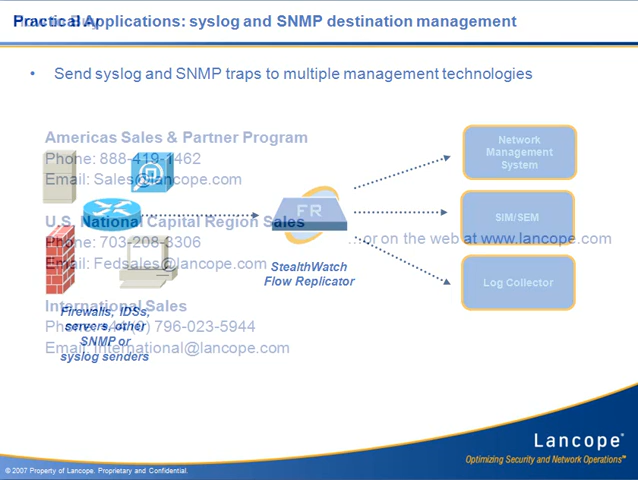 Practical Applications: syslog and SNMP destination management
• Send syslog and SNMP traps to multiple management technologies
Americas Sales & Partner Program
Phone: 888-419-1462
Email: Sales@lancope.com
U.S. National Capital Region Sales
Phone: 703-208-3306
Email: Fedsales@lancope.com
International Sales
Phone: +44 (0) 796-023-5944
Email: International@lancope.com
Firewalls, IDSs,
servers, other
SNMP or
syslog senders
FR
StealthWatch
Flow Replicator
...or on the web at www.lancope.com
Network
Management
System
SIM/SEM
Log Collector
Lancope
Optimizing Security and Network Operations™
© 2007 Property of Lancope. Proprietary and Confidential.